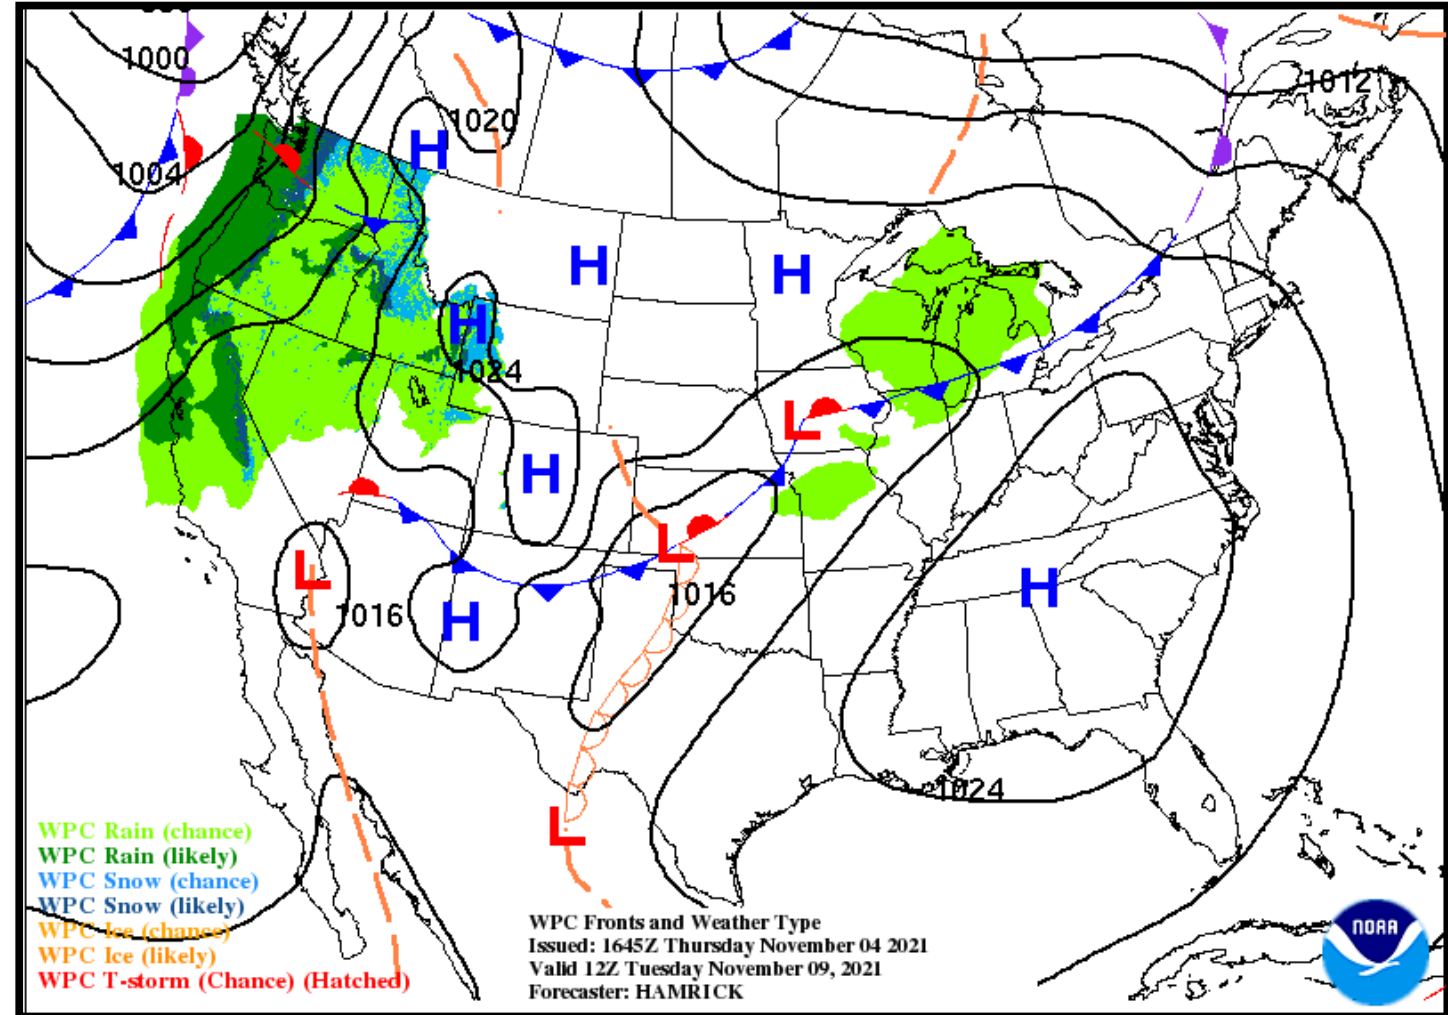 1000
1012
1020
1004
H
H
H
H
1024
L
H
L
1016
H
L
1016
H
1024
L
WPC Rain (chance)
WPC Rain (likely)
WPC Snow (chance)
WPC Snow (likely)
WPC Ice (chance)
WPC Ice (likely)
WPC T-storm (Chance) (Hatched)
WPC Fronts and Weather Type
Issued: 1645Z Thursday November 04 2021
Valid 12Z Tuesday November 09, 2021
Forecaster: HAMRICK
NOAA